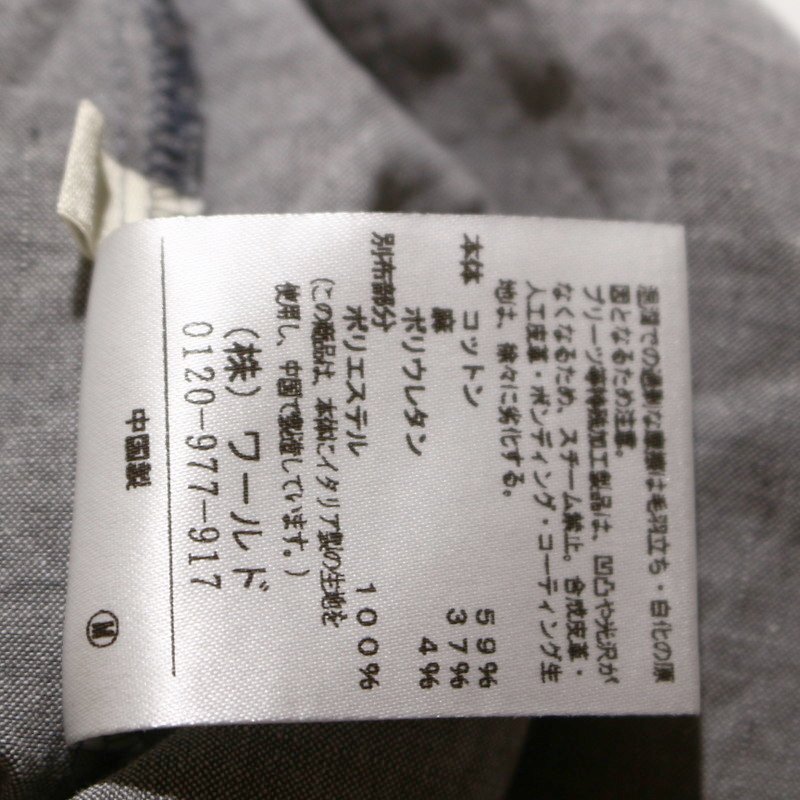 湿潤での過剰な摩擦は毛羽立ち・白化の原
因となるため注意。
プリーツ等特殊加工製品は、凹凸や光沢が
なくなるため、スチーム禁止。合成皮革・
人工皮革・ボンディング・コーティング生
地は、徐々に劣化する。
本体 コットン 59%
麻 37%
ポリウレタン 4%
別布部分
ポリエステル 100%
(この商品は、本体にイタリア製の生地を
使用し、中国で製造しています。)
(株) ワールド
0120-977-917
中国製
M